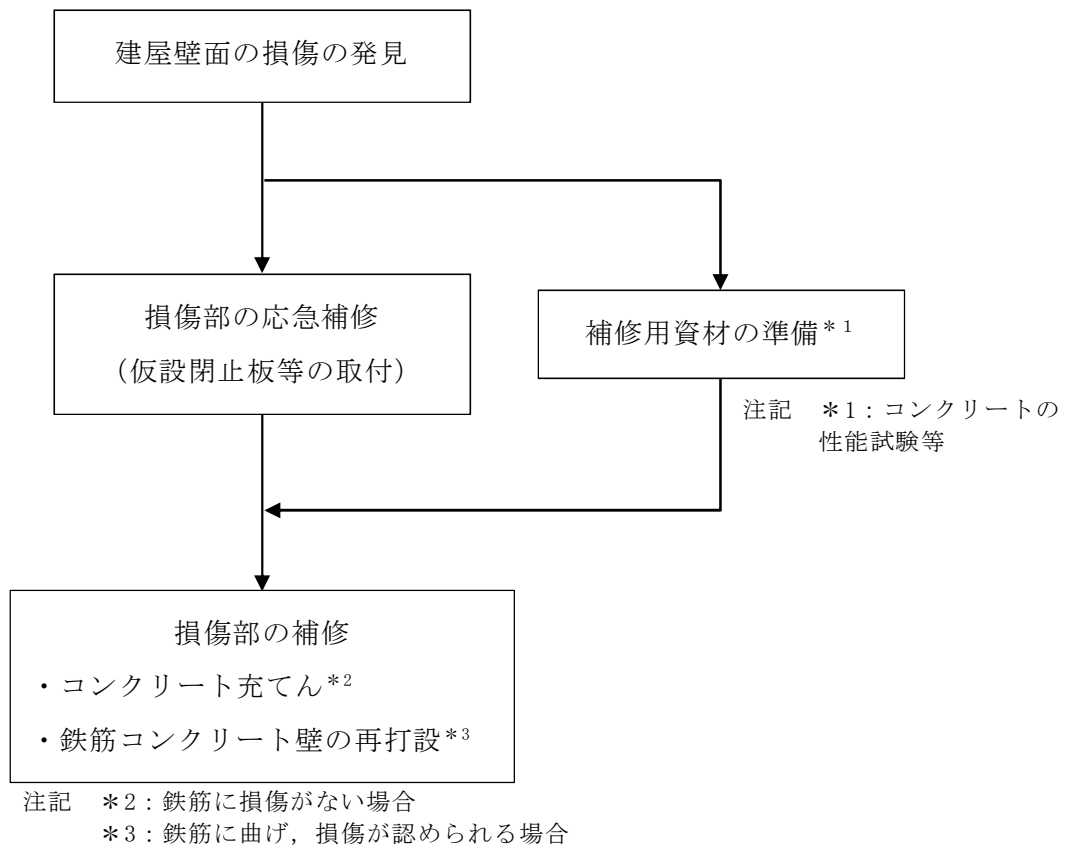 建屋壁面の損傷の発見
損傷部の応急補修
（仮設閉止板等の取付）
補修用資材の準備＊1
注記　＊1：コンクリートの
性能試験等
損傷部の補修
・コンクリート充てん＊2
・鉄筋コンクリート壁の再打設＊3
注記　＊2：鉄筋に損傷がない場合
＊3：鉄筋に曲げ，損傷が認められる場合